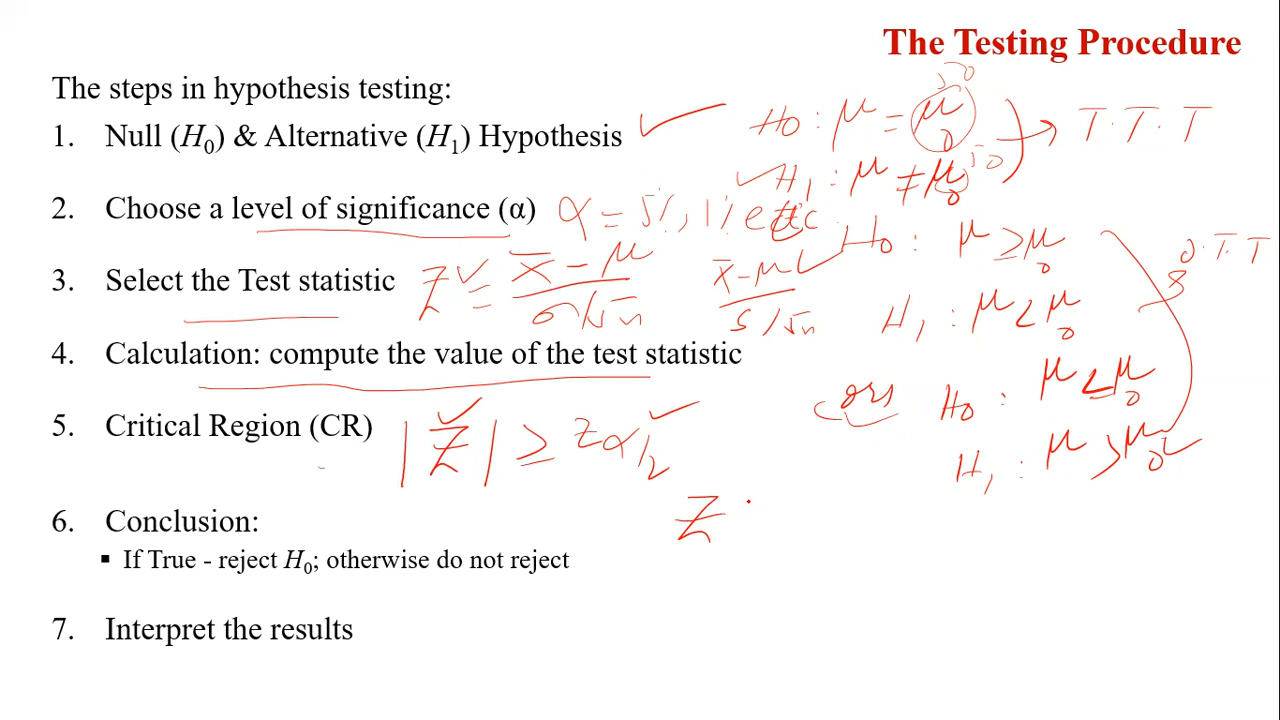 The Testing Procedure
The steps in hypothesis testing:
1. Null (H0) & Alternative (H1) Hypothesis
H0 : μ = μ0
50
T.T.T
H1 : μ ≠ μ0
50
2. Choose a level of significance (α)
α = 5%, 1% etc
H0 : μ ≥ μ0
O.T.T
3. Select the Test statistic
Z = x̄ - μ / σ/√n
x̄ - μ / s/√n
H1 : μ < μ0
4. Calculation: compute the value of the test statistic
or
H0 : μ ≤ μ0
5. Critical Region (CR)
|Z| ≥ Zα/2
H1 : μ > μ0
Z
6. Conclusion:
▪ If True - reject H0; otherwise do not reject
7. Interpret the results